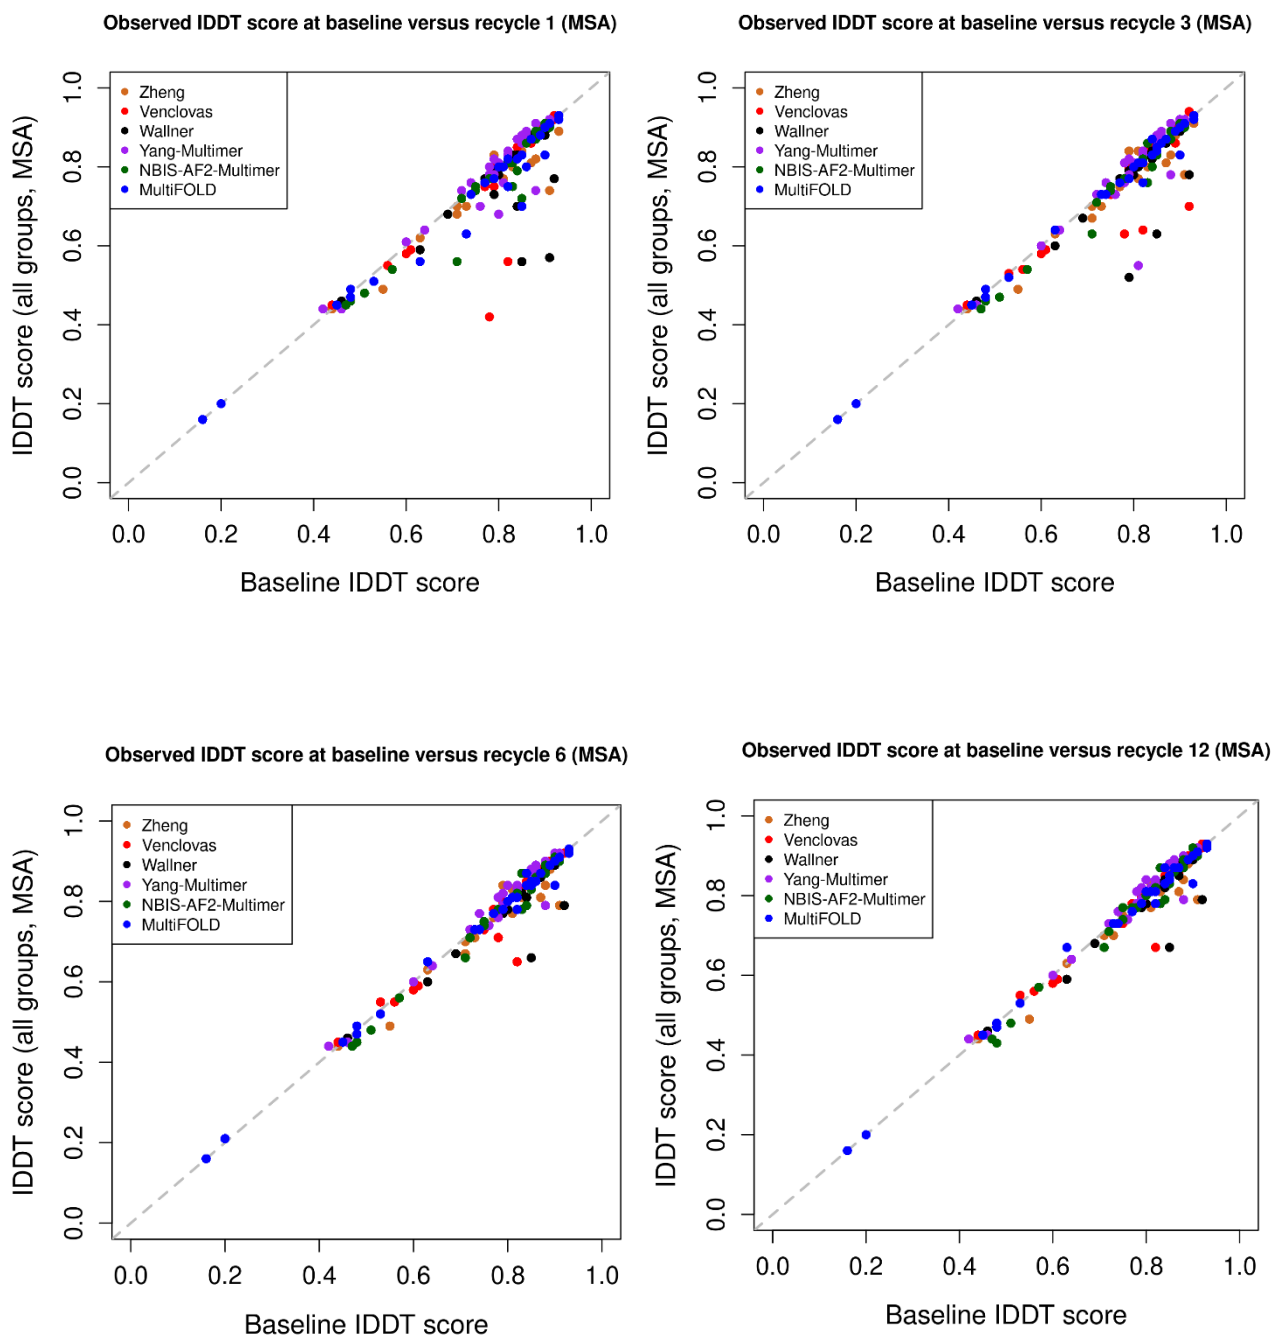 Observed IDDT score at baseline versus recycle 1 (MSA)
IDDT score (all groups, MSA)
1.0
0.8
0.6
0.4
0.2
0.0
Zheng
Venclovas
Wallner
Yang-Multimer
NBIS-AF2-Multimer
MultiFOLD
0.0 0.2 0.4 0.6 0.8 1.0
Baseline IDDT score
Observed IDDT score at baseline versus recycle 3 (MSA)
IDDT score (all groups, MSA)
1.0
0.8
0.6
0.4
0.2
0.0
Zheng
Venclovas
Wallner
Yang-Multimer
NBIS-AF2-Multimer
MultiFOLD
0.0 0.2 0.4 0.6 0.8 1.0
Baseline IDDT score
Observed IDDT score at baseline versus recycle 6 (MSA)
IDDT score (all groups, MSA)
1.0
0.8
0.6
0.4
0.2
0.0
Zheng
Venclovas
Wallner
Yang-Multimer
NBIS-AF2-Multimer
MultiFOLD
0.0 0.2 0.4 0.6 0.8 1.0
Baseline IDDT score
Observed IDDT score at baseline versus recycle 12 (MSA)
IDDT score (all groups, MSA)
1.0
0.8
0.6
0.4
0.2
0.0
Zheng
Venclovas
Wallner
Yang-Multimer
NBIS-AF2-Multimer
MultiFOLD
0.0 0.2 0.4 0.6 0.8 1.0
Baseline IDDT score